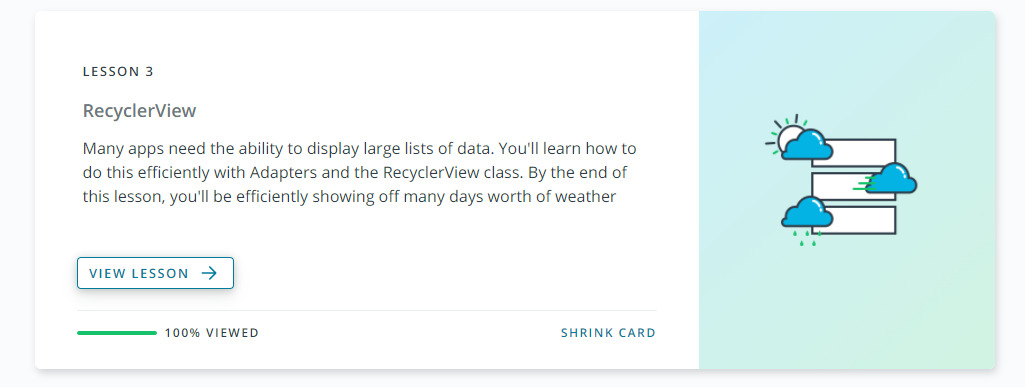 LESSON 3
RecyclerView
Many apps need the ability to display large lists of data. You'll learn how to
do this efficiently with Adapters and the RecyclerView class. By the end of
this lesson, you'll be efficiently showing off many days worth of weather
VIEW LESSON
100% VIEWED
SHRINK CARD